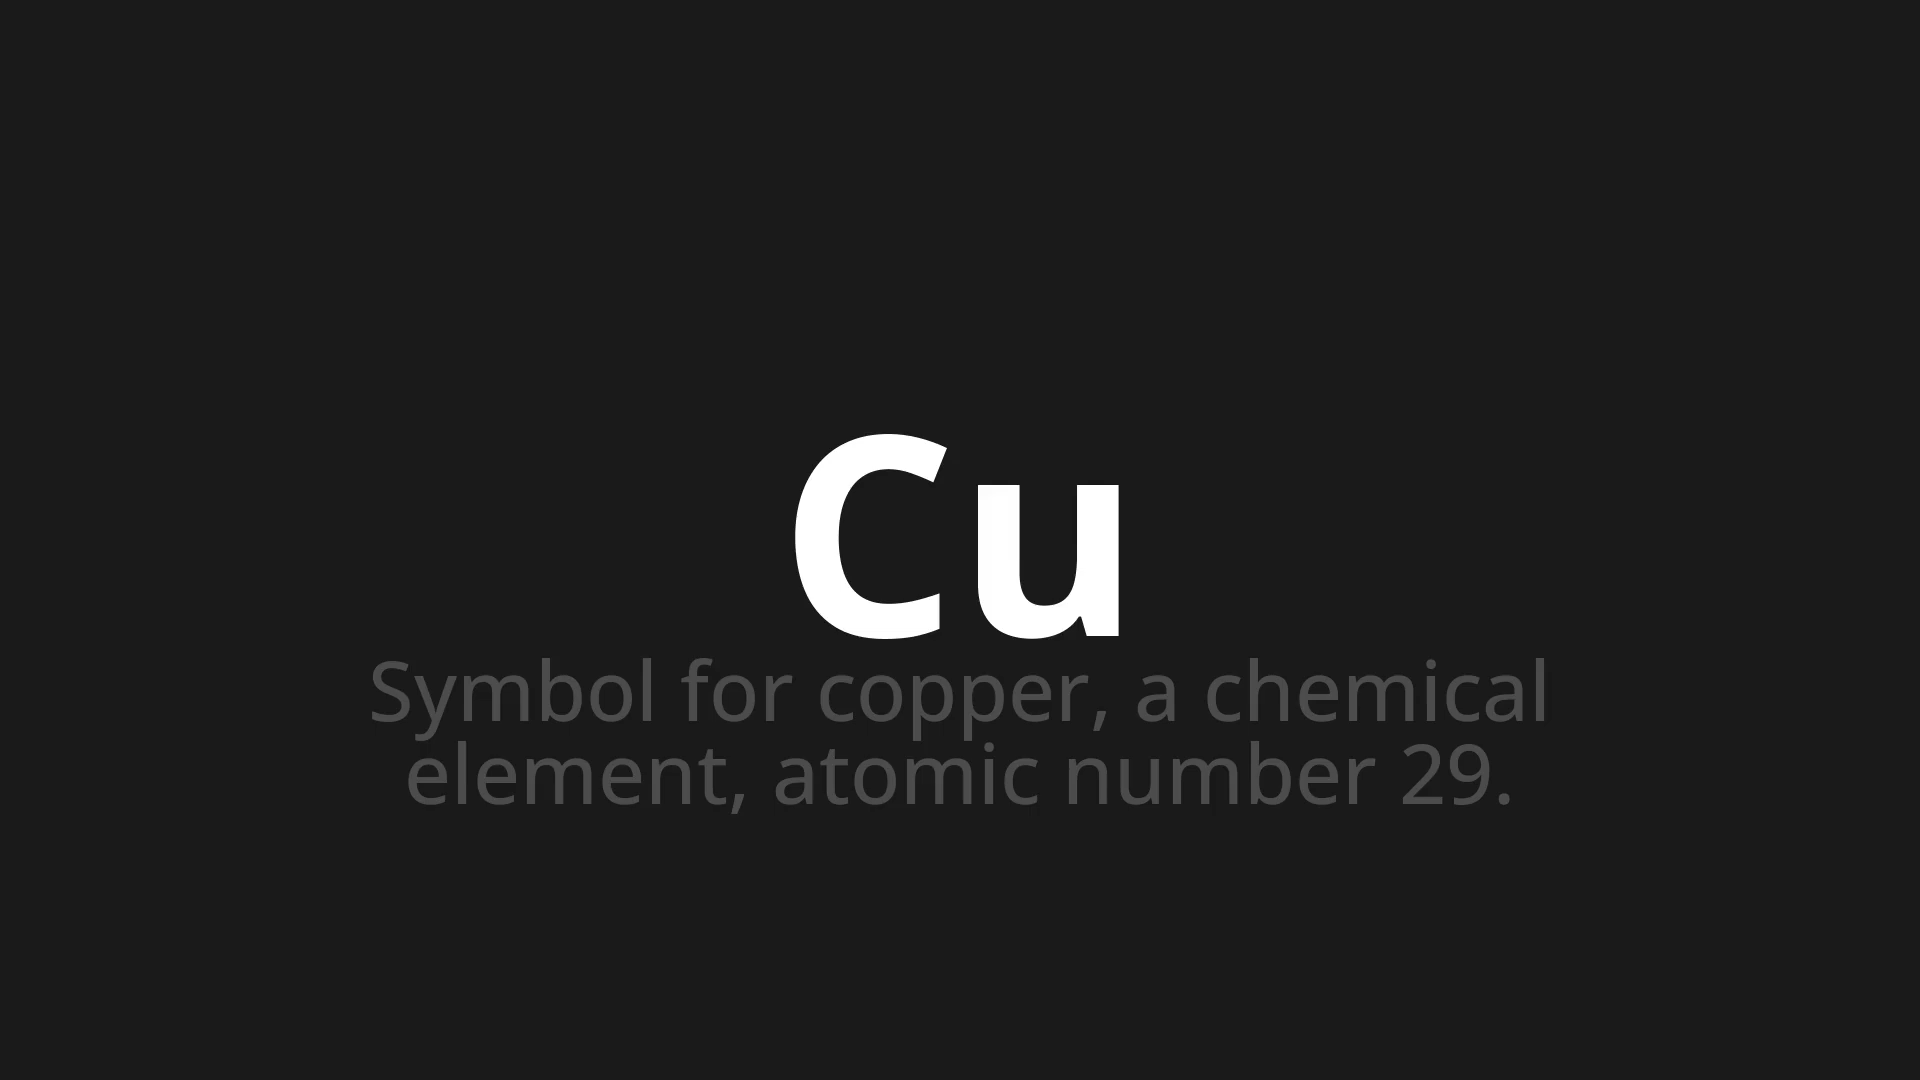 Cu
Symbol for copper, a chemical
element, atomic number 29.